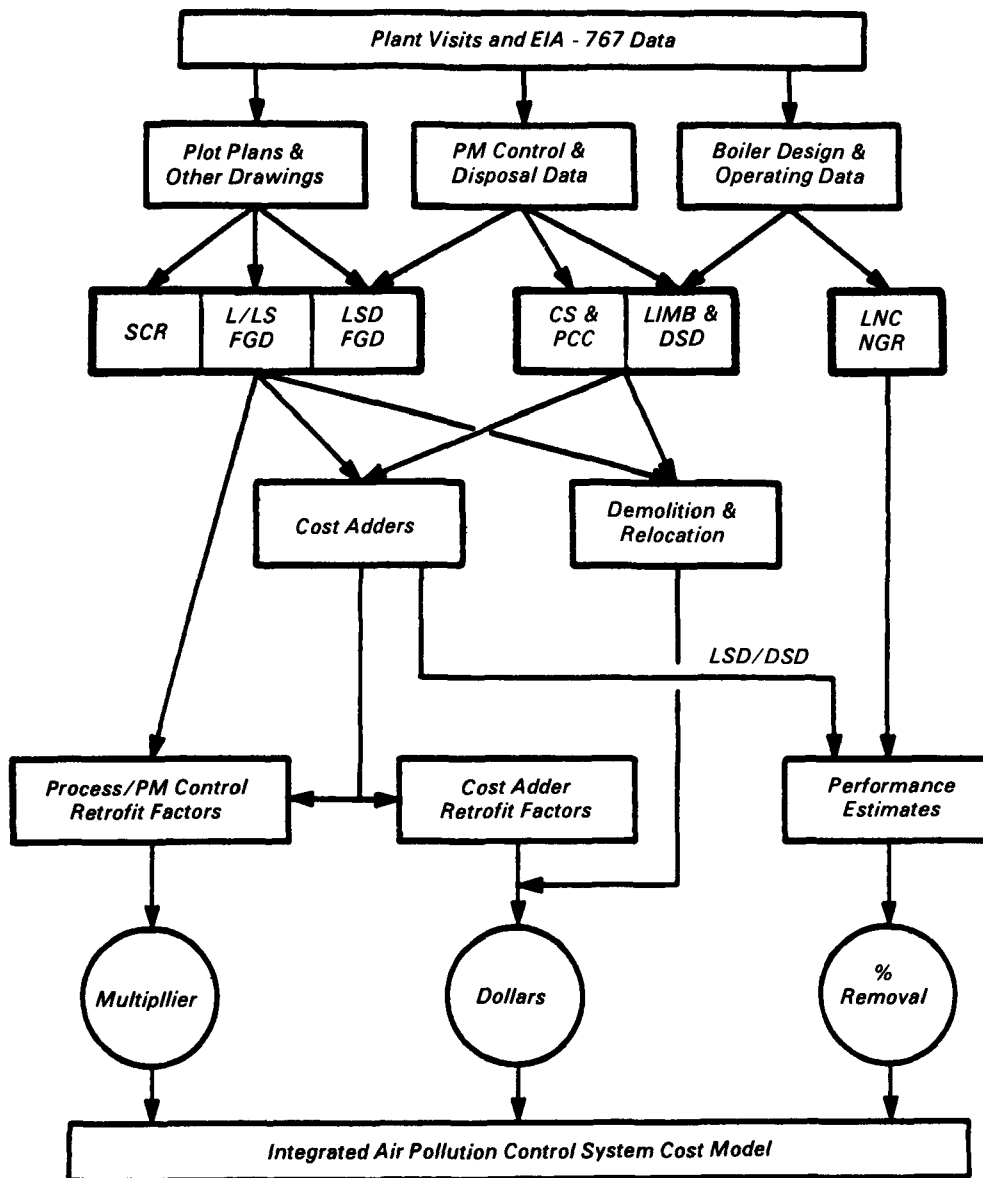 Plant Visits and EIA - 767 Data
Plot Plans &
Other Drawings
PM Control &
Disposal Data
Boiler Design &
Operating Data
SCR
L/LS
FGD
LSD
FGD
CS &
PCC
LIMB &
DSD
LNC
NGR
Cost Adders
Demolition &
Relocation
LSD/DSD
Process/PM Control
Retrofit Factors
Cost Adder
Retrofit Factors
Performance
Estimates
Multipllier
Dollars
%
Removal
Integrated Air Pollution Control System Cost Model